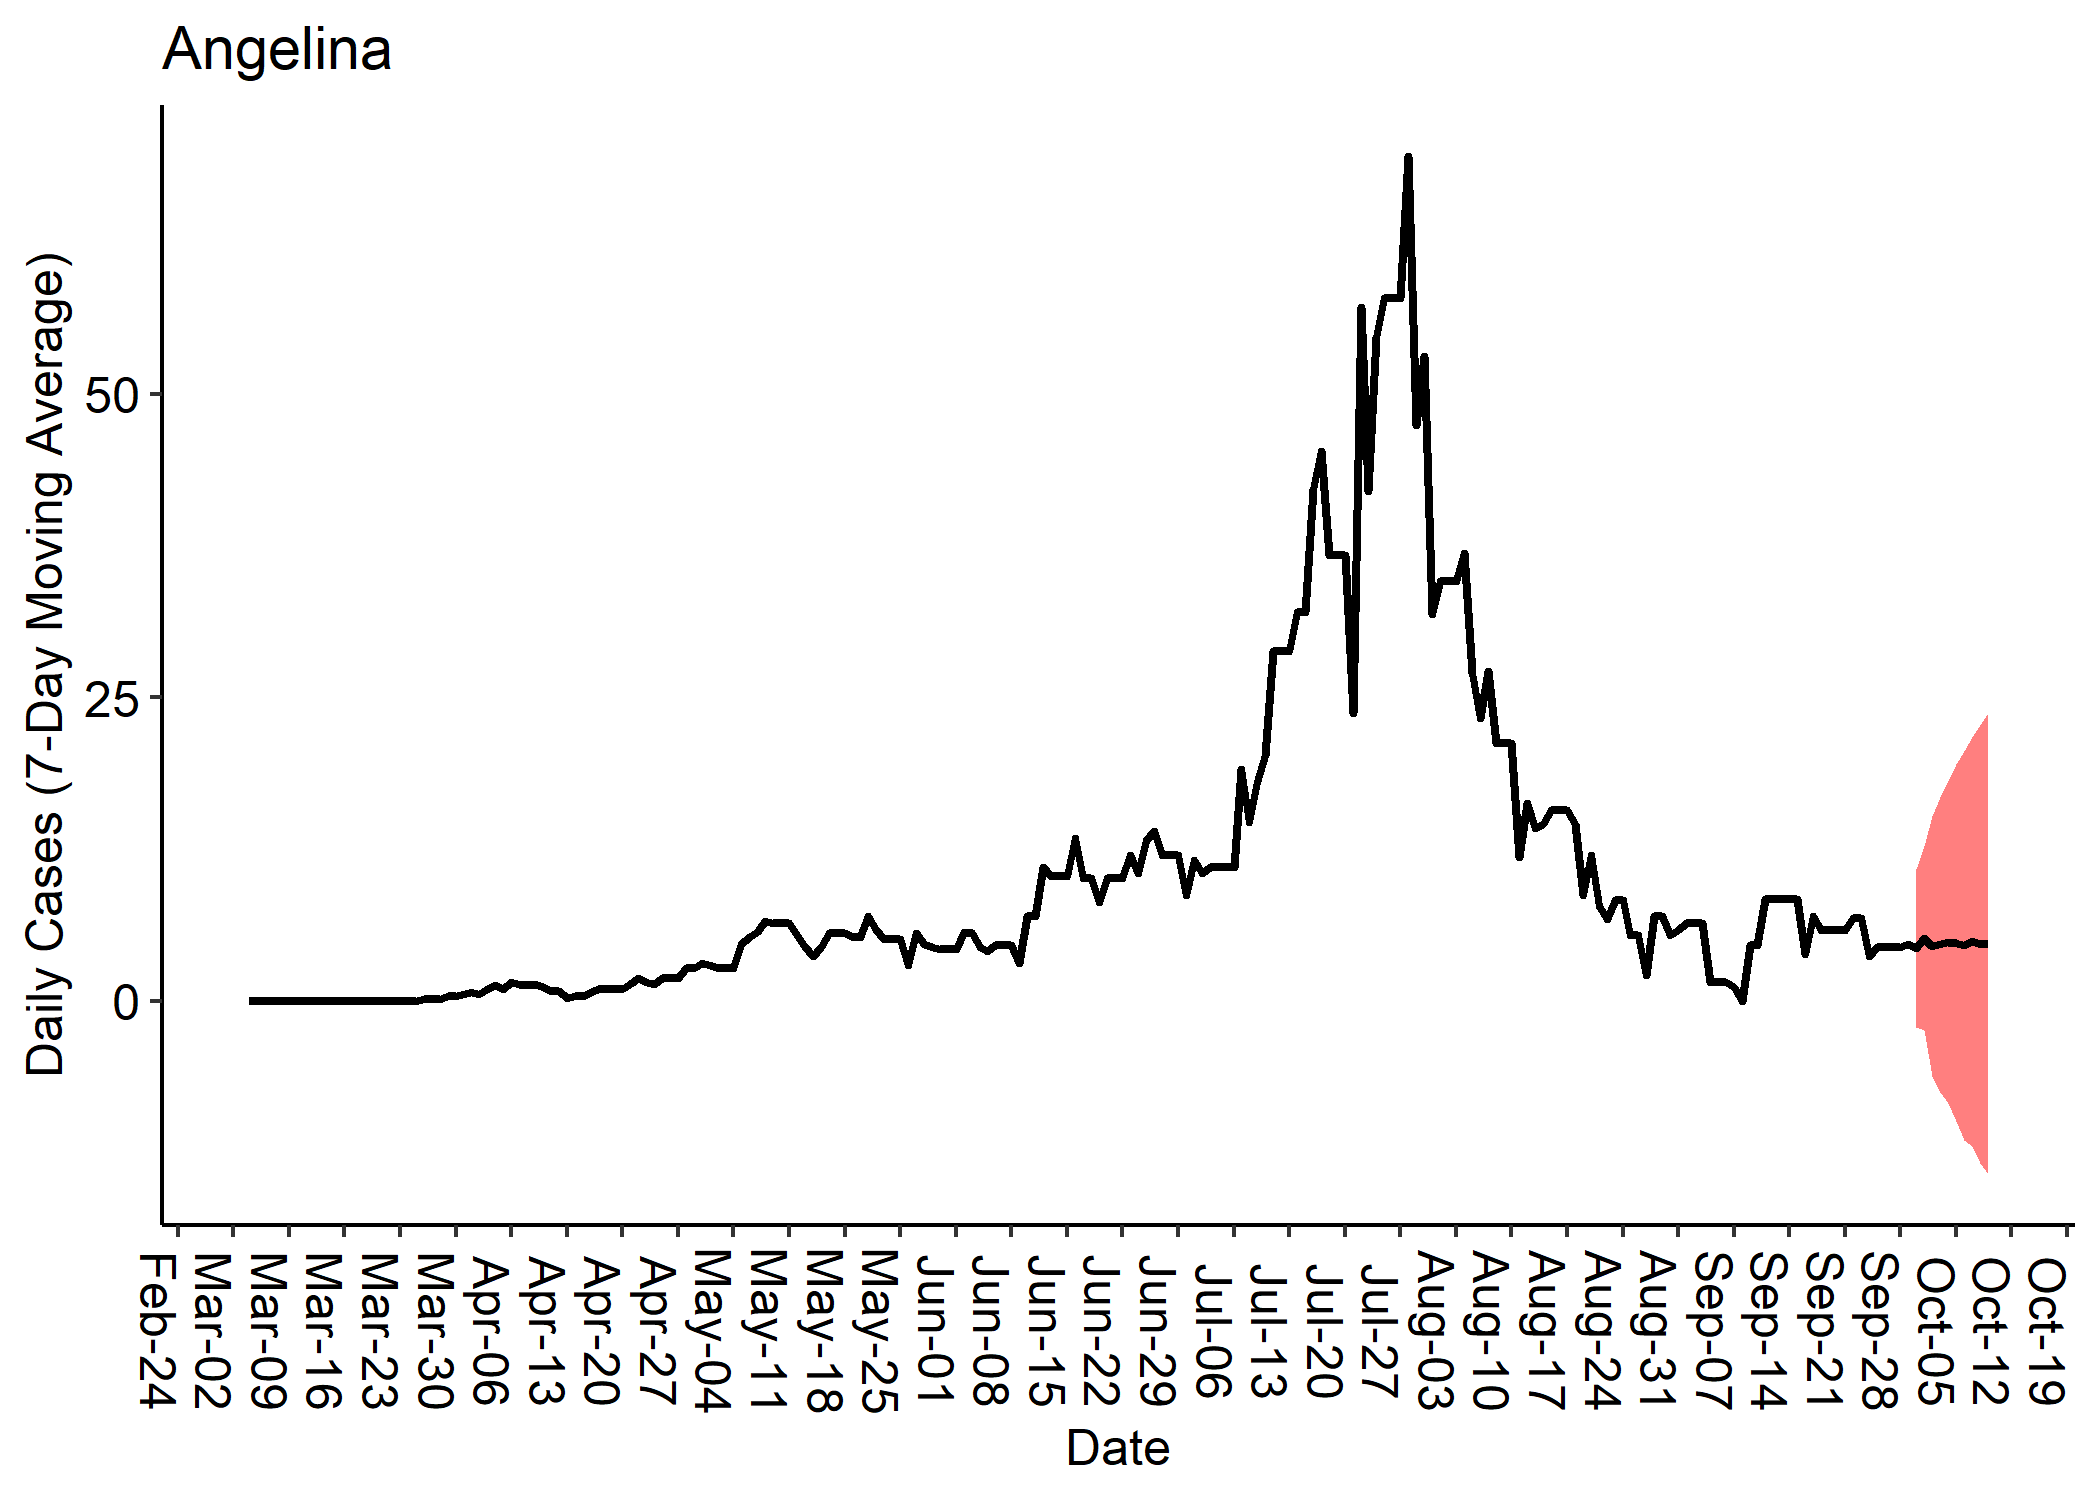 Angelina
Daily Cases (7-Day Moving Average)
50
25
0
Feb-24
Mar-02
Mar-09
Mar-16
Mar-23
Mar-30
Apr-06
Apr-13
Apr-20
Apr-27
May-04
May-11
May-18
May-25
Jun-01
Jun-08
Jun-15
Jun-22
Jun-29
Jul-06
Jul-13
Jul-20
Jul-27
Aug-03
Aug-10
Aug-17
Aug-24
Aug-31
Sep-07
Sep-14
Sep-21
Sep-28
Oct-05
Oct-12
Oct-19
Date